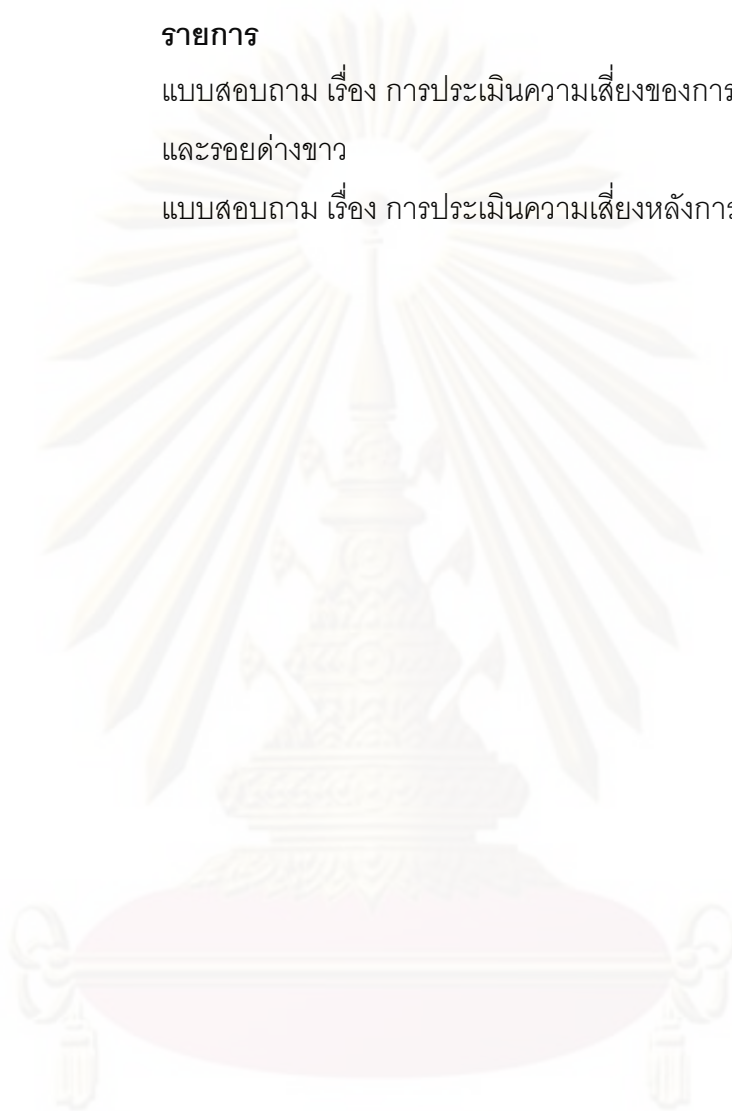 รายการ
แบบสอบถาม เรื่อง การประเมินความเสี่ยงของการ
และรอยด่างขาว
แบบสอบถาม เรื่อง การประเมินความเสี่ยงหลังการ